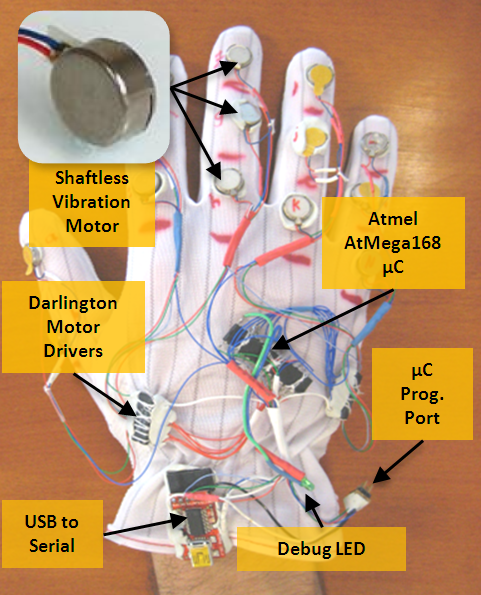 Shaftless
Vibration
Motor
Atmel
AtMega168
µC
Darlington
Motor
Drivers
µC
Prog.
Port
K
USB to
Serial
Debug LED